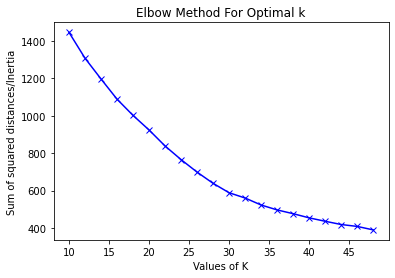 Elbow Method For Optimal k
Sum of squared distances/Inertia
1400
1200
1000
800
600
400
10 15 20 25 30 35 40 45
Values of K